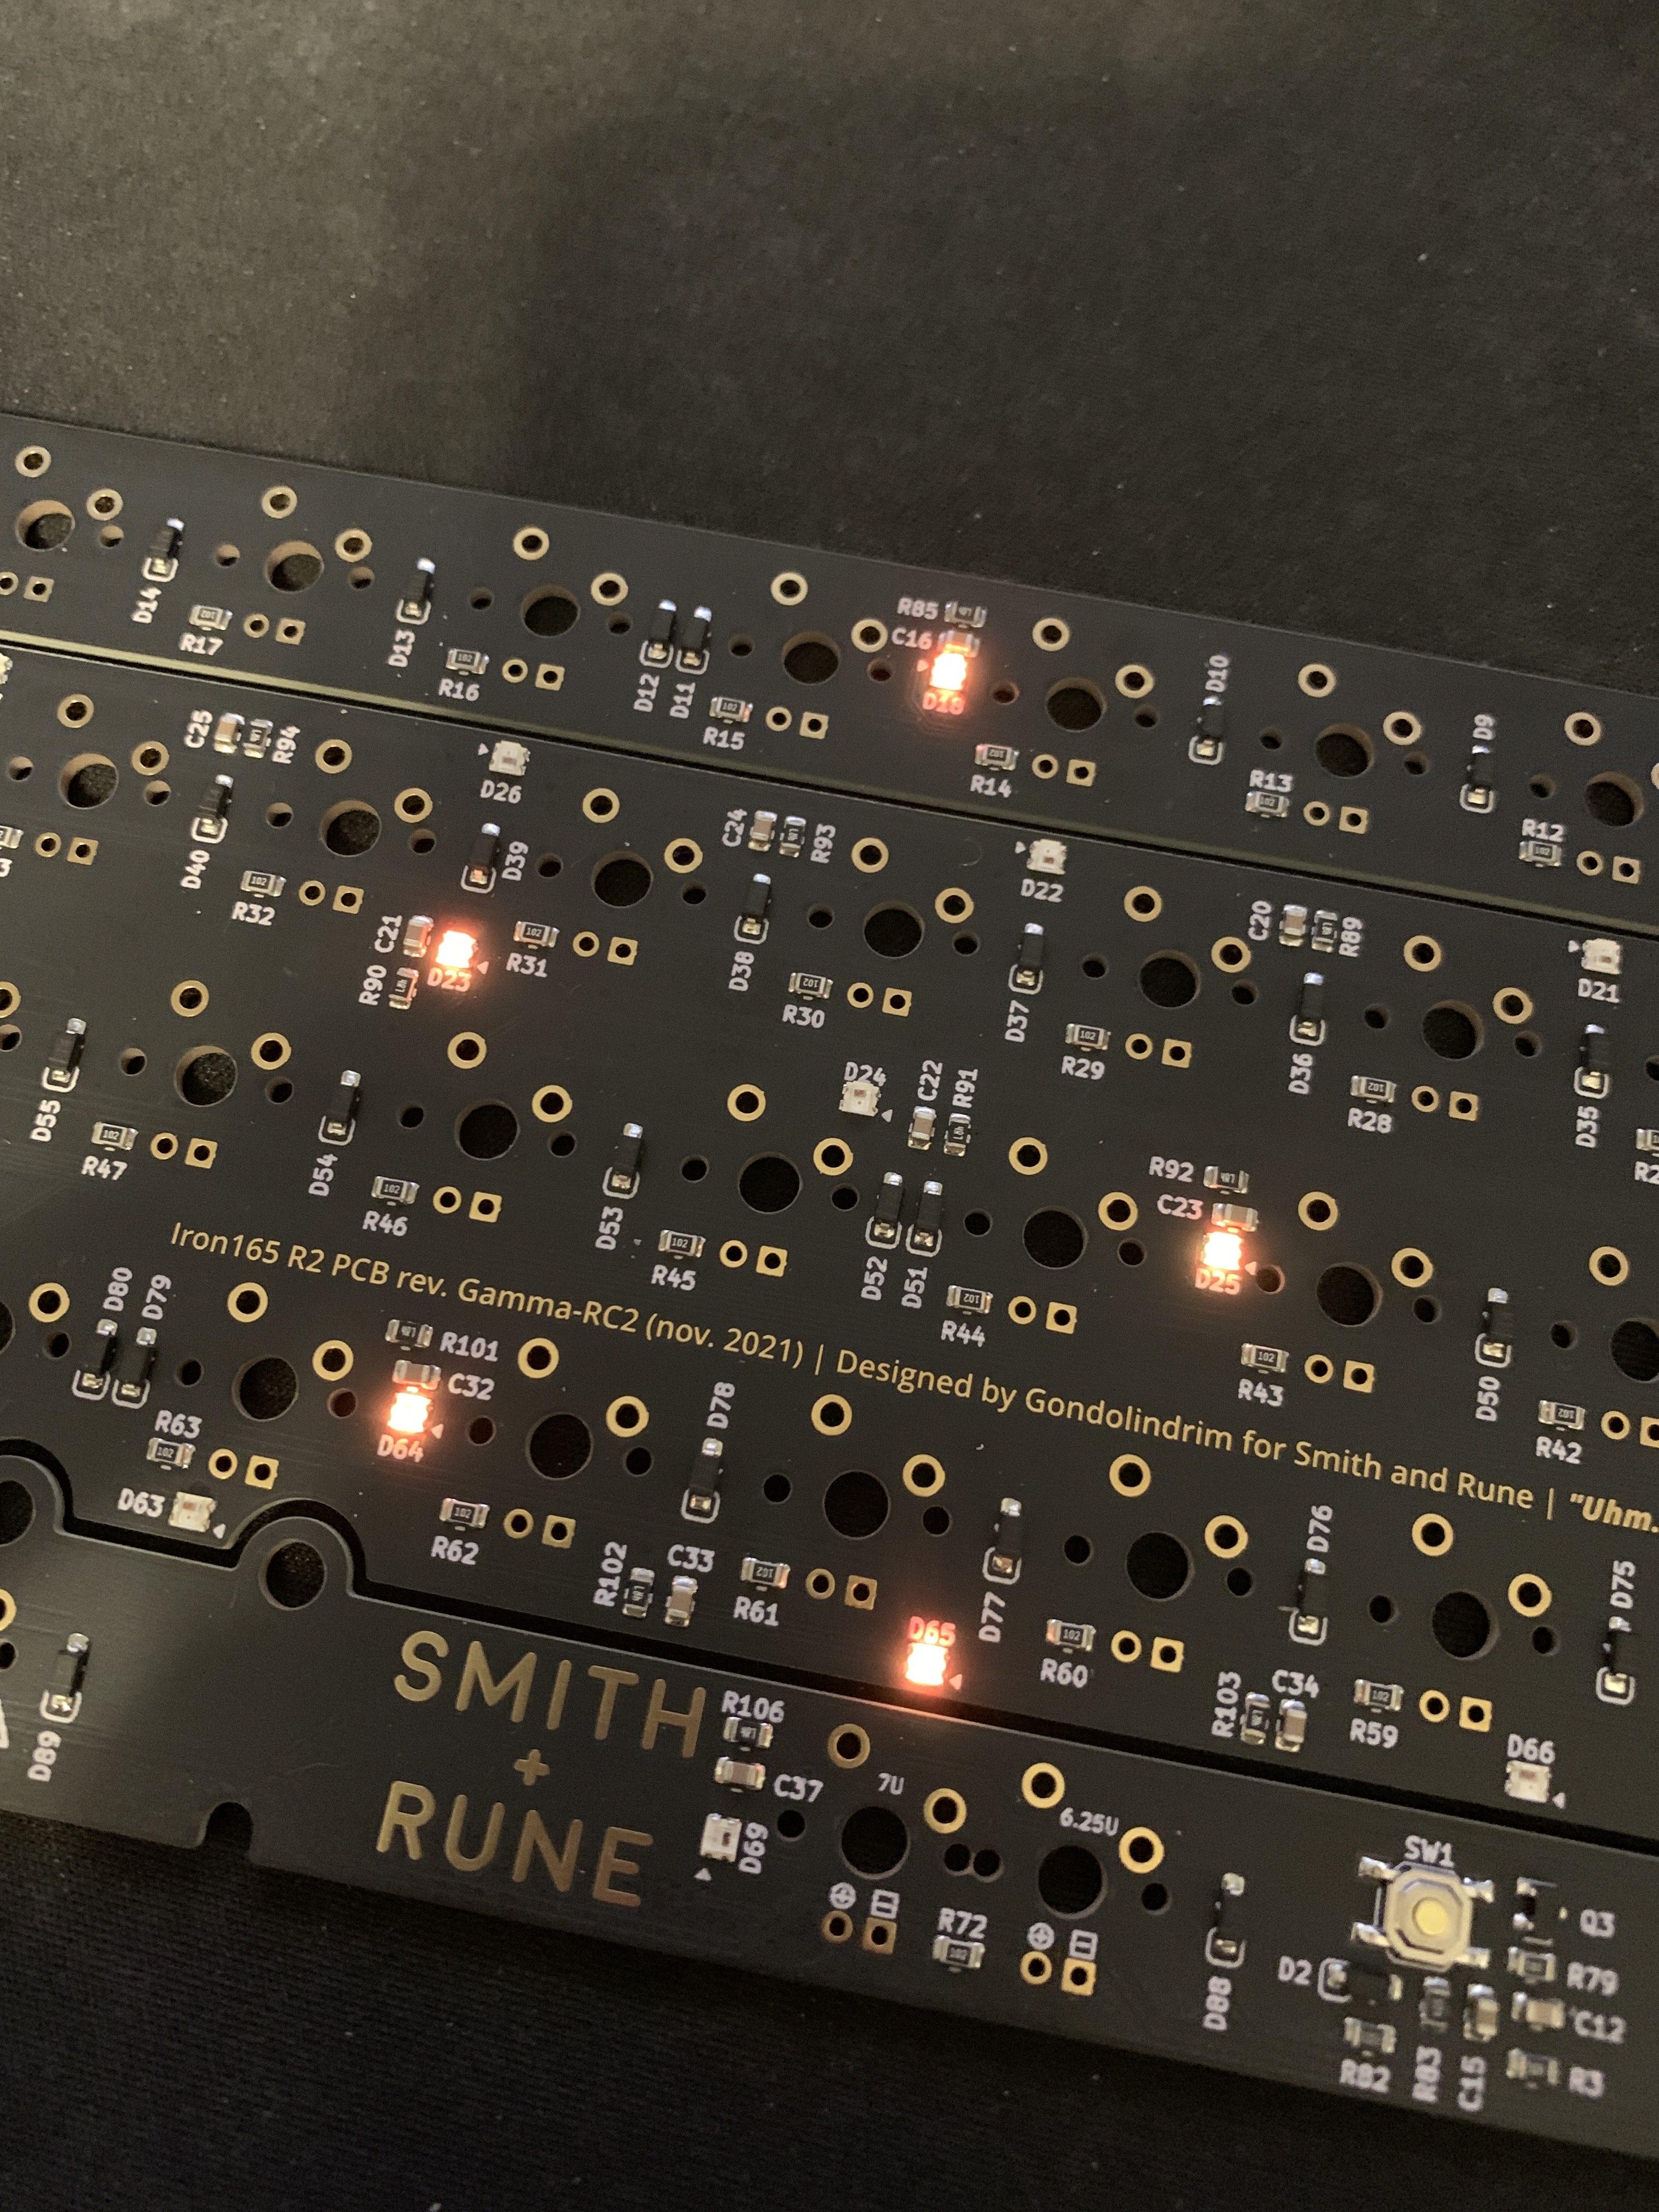 R85
C16
D18
D14
R17
D13
R16
D12
D11
R15
R14
D10
R13
D9
R12
C25
R94
D26
D40
R32
D39
C24
R93
D22
C21
D23
R90
R31
D38
R30
D37
R29
C20
R89
D21
D36
R28
D35
D55
R47
D54
R46
D53
R45
D24
C22
R91
D52
D51
R44
R92
C23
D25
R43
D50
R42
Iron165 R2 PCB rev. Gamma-RC2 (nov. 2021) | Designed by Gondolindrim for Smith and Rune | "Uhm.
D80
D79
R63
R101
C32
D64
D63
R62
D78
R102
C33
R61
D65
D77
R60
D76
R103
C34
R59
D75
D66
D89
SMITH
+
RUNE
R106
C37
D69
7U
6.25U
R72
D88
SW1
Q3
D2
R79
C12
R82
R83
C15
R3